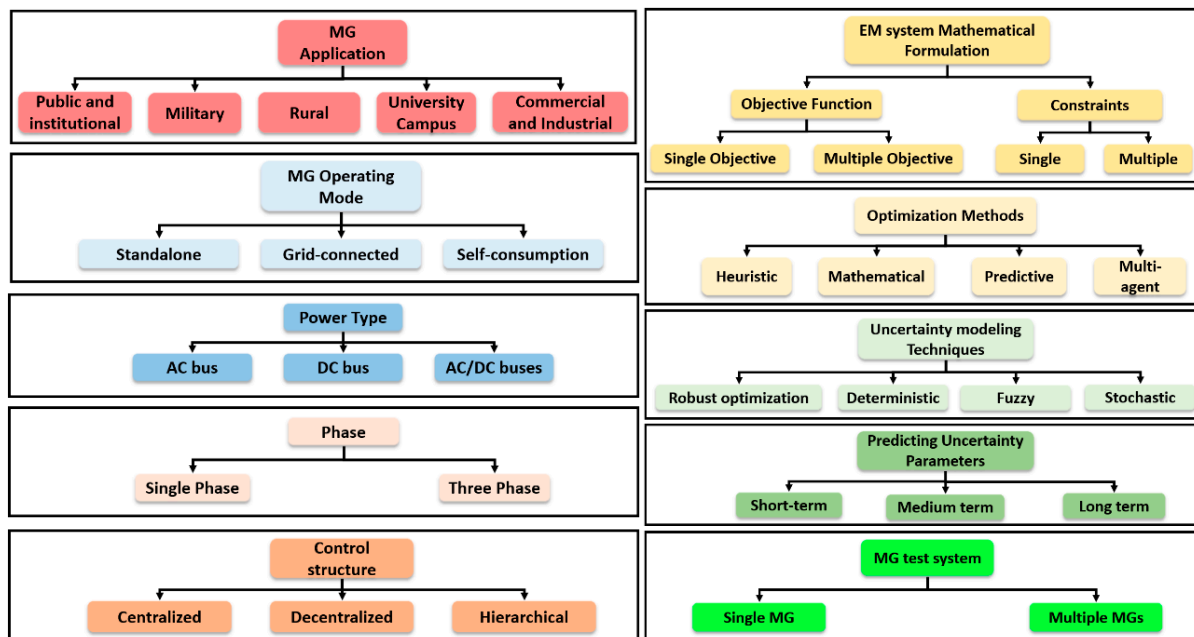 MG
Application
Public and
institutional
Military
Rural
University
Campus
Commercial
and Industrial
MG Operating
Mode
Standalone
Grid-connected
Self-consumption
Power Type
AC bus
DC bus
AC/DC buses
Phase
Single Phase
Three Phase
Control
structure
Centralized
Decentralized
Hierarchical
EM system Mathematical
Formulation
Objective Function
Constraints
Single Objective
Multiple Objective
Single
Multiple
Optimization Methods
Heuristic
Mathematical
Predictive
Multi-
agent
Uncertainty modeling
Techniques
Robust optimization
Deterministic
Fuzzy
Stochastic
Predicting Uncertainty
Parameters
Short-term
Medium term
Long term
MG test system
Single MG
Multiple MGs